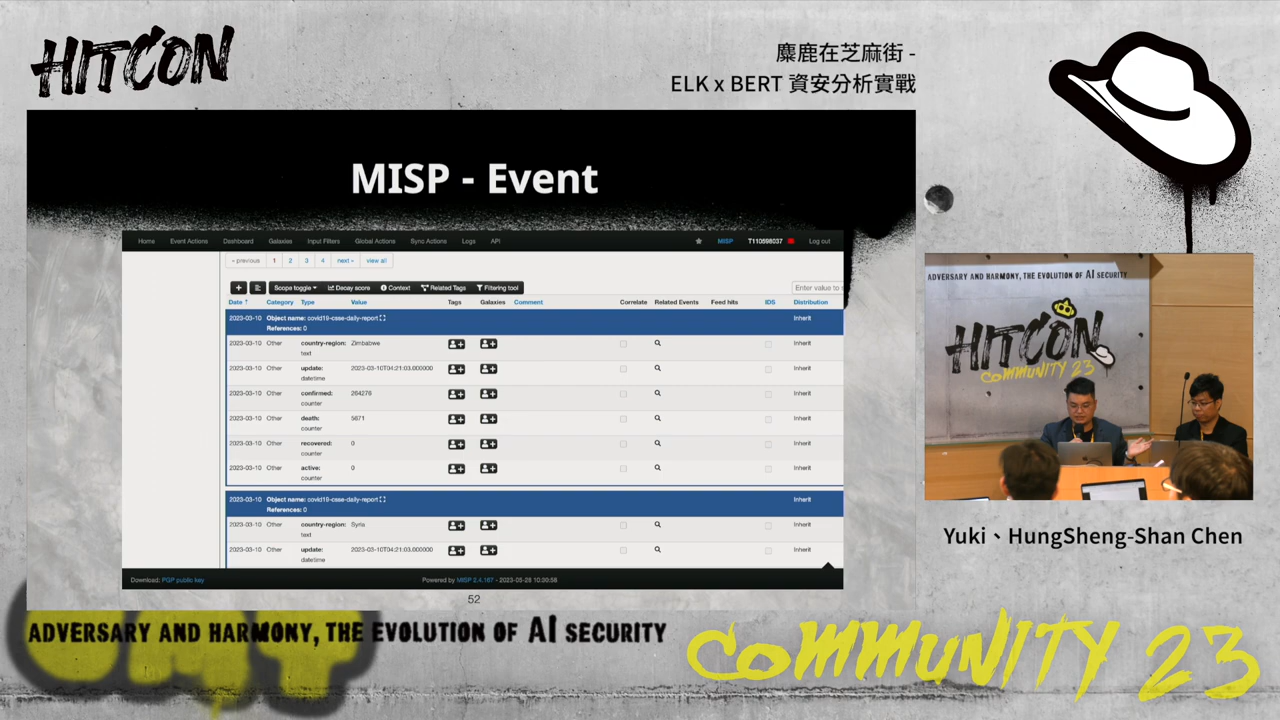 HITCON
麋鹿在芝麻街 -
ELK x BERT 資安分析實戰
MISP - Event
Home Event Actions Dashboard Galaxies Input Filters Global Actions Sync Actions Logs API MISP T110898037 Log out
« previous 1 2 3 4 next » view all
Scope toggle Decay score Context Related Tags Filtering tool Enter value to s
Date ↑ Category Type Value Tags Galaxies Comment Correlate Related Events Feed hits IDS Distribution
2023-03-10 Object name: covid19-csse-daily-report Inherit
References: 0
2023-03-10 Other country-region: Zimbabwe Inherit
text
2023-03-10 Other update: 2023-03-10T04:21:03.000000 Inherit
datetime
2023-03-10 Other confirmed: 264276 Inherit
counter
2023-03-10 Other death: 5671 Inherit
counter
2023-03-10 Other recovered: 0 Inherit
counter
2023-03-10 Other active: 0 Inherit
counter
2023-03-10 Object name: covid19-csse-daily-report Inherit
References: 0
2023-03-10 Other country-region: Syria Inherit
text
2023-03-10 Other update: 2023-03-10T04:21:03.000000 Inherit
datetime
Download: PGP public key Powered by MISP 2.4.167 - 2023-05-28 10:00:56
52
ADVERSARY AND HARMONY, THE EVOLUTION OF AI SECURITY
HITCON
COMMUNITY 23
Yuki、HungSheng-Shan Chen
ADVERSARY AND HARMONY, THE EVOLUTION OF AI SECURITY
COMMUNITY 23